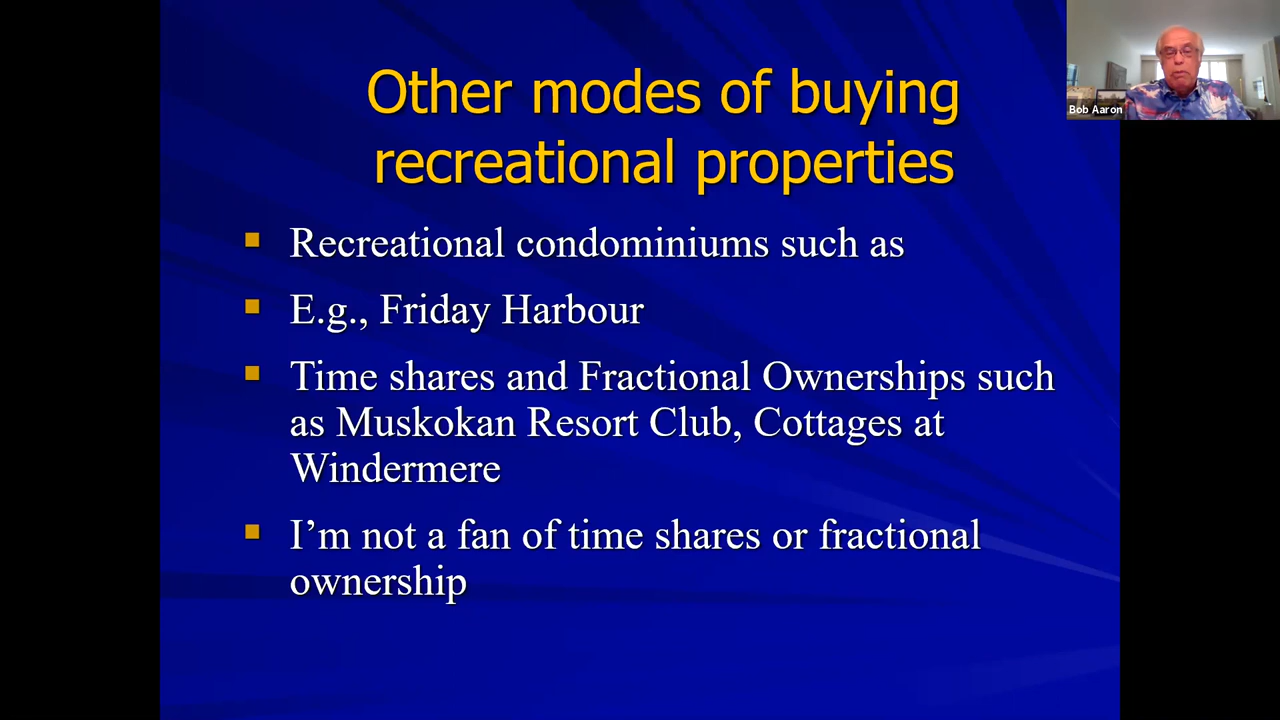 Other modes of buying
recreational properties
Recreational condominiums such as
E.g., Friday Harbour
Time shares and Fractional Ownerships such
as Muskokan Resort Club, Cottages at
Windermere
I’m not a fan of time shares or fractional
ownership
Bob Aaron